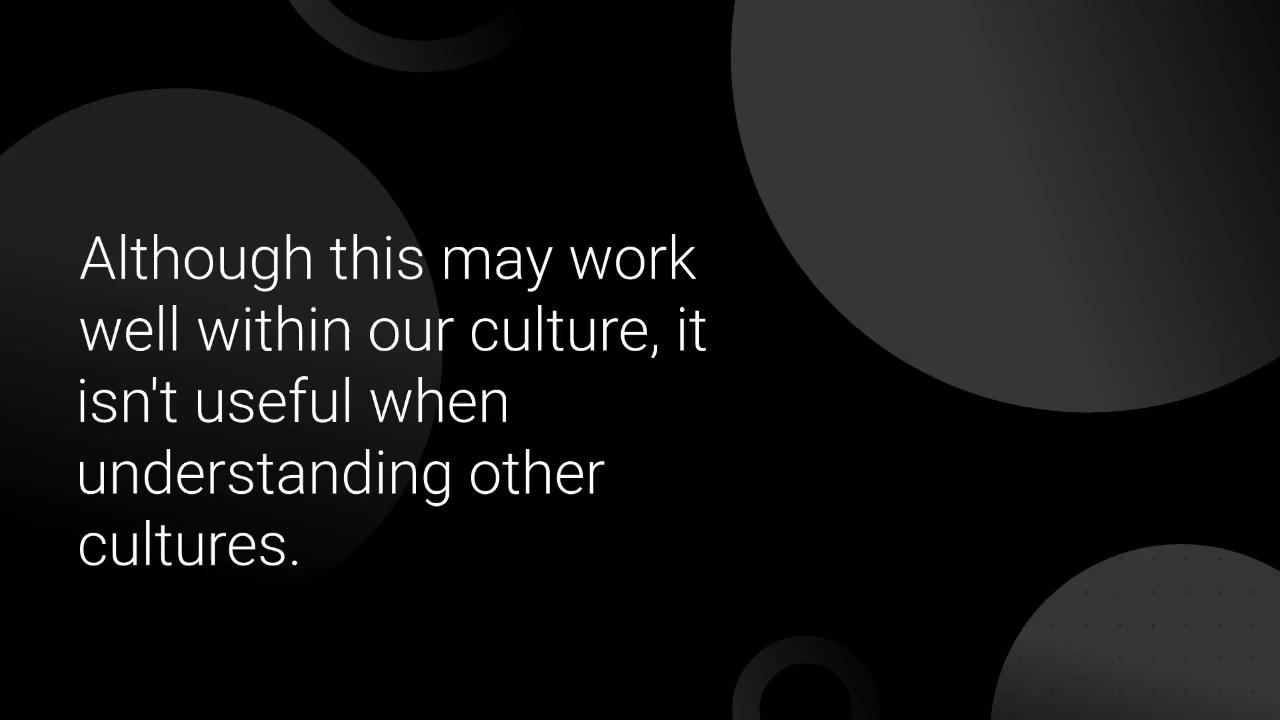 Although this may work
well within our culture, it
isn't useful when
understanding other
cultures.